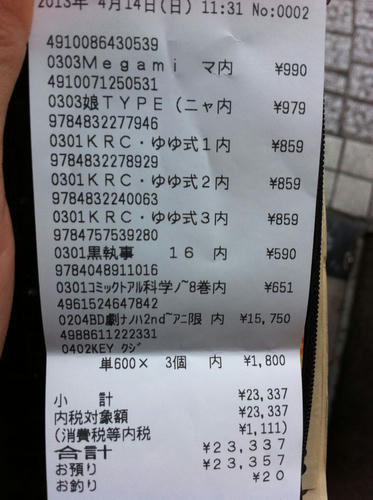 2013年 4月14日(日) 11:31 No:0002
4910086430539
0303Megami マ内 ¥990
4910071250531
0303娘TYPE (ニャ内 ¥979
9784832277946
0301KRC・ゆゆ式1内 ¥859
9784832278929
0301KRC・ゆゆ式2内 ¥859
9784832240063
0301KRC・ゆゆ式3内 ¥859
9784757539280
0301黒執事 16 内 ¥590
9784048911016
0301コミックトアル科学ノ~8巻内 ¥651
4961524647842
0204BD劇ナノハ2nd~アニ限 内 ¥15,750
4988611222331
0402KEY クジ
単600× 3個 内 ¥1,800
小 計 ¥23,337
内税対象額 ¥23,337
(消費税等内税 ¥1,111)
合計 ¥23,337
お預り ¥23,357
お釣り ¥20